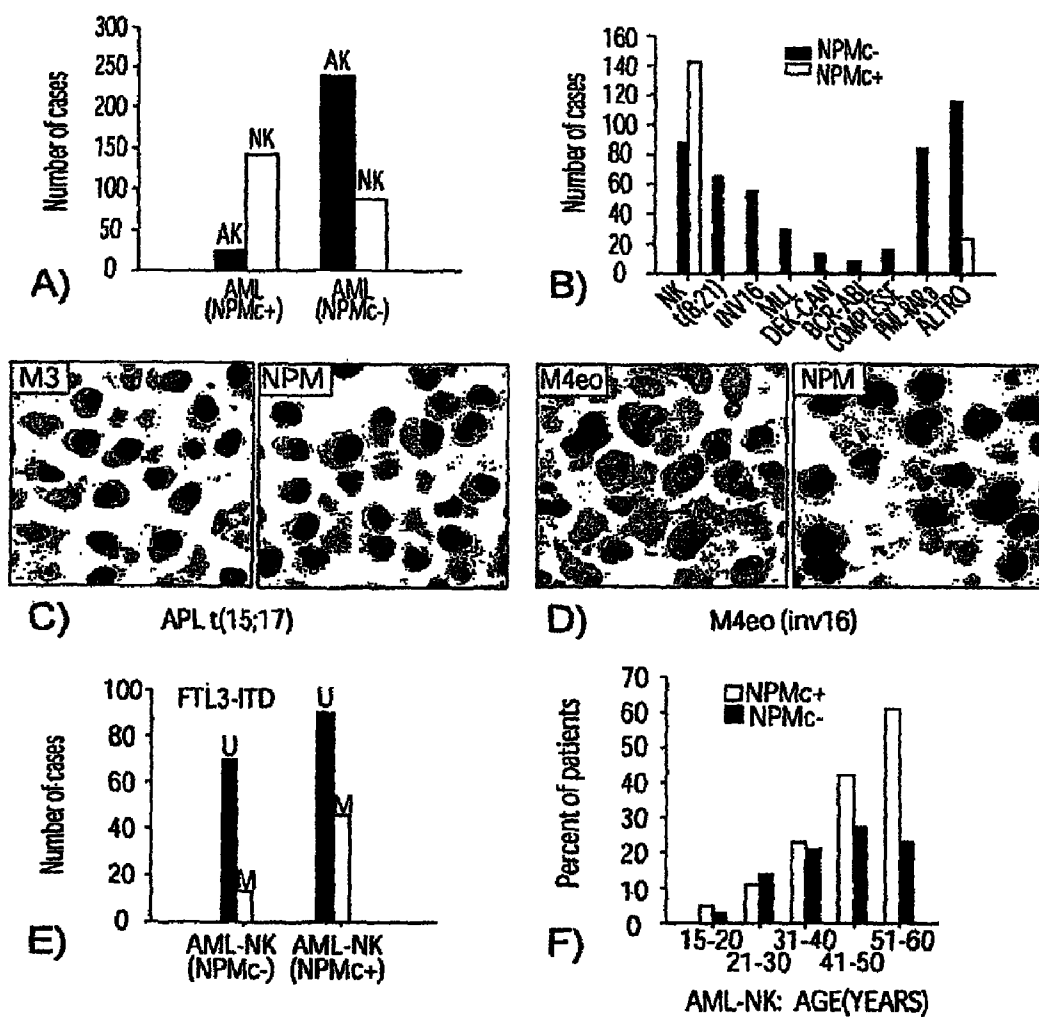 300
250
200
150
100
50
0
Number of cases
AK
NK
AK
NK
AML
(NPMc+)
AML
(NPMc-)
A)
160
140
120
100
80
60
40
20
0
Number of cases
NPMc-
NPMc+
NK
t(8;21)
INV16
MLL
DEK-CAN
BCR-ABL
COMPLESSE
PML-RARa
ALTRO
B)
M3
NPM
C)
APL t(15;17)
M4eo
NPM
D)
M4eo (inv16)
100
80
60
40
20
0
Number of cases
FTL3-ITD
U
M
U
M
AML-NK
(NPMc-)
AML-NK
(NPMc+)
E)
70
60
50
40
30
20
10
0
Percent of patients
NPMc+
NPMc-
15-20
21-30
31-40
41-50
51-60
AML-NK: AGE(YEARS)
F)